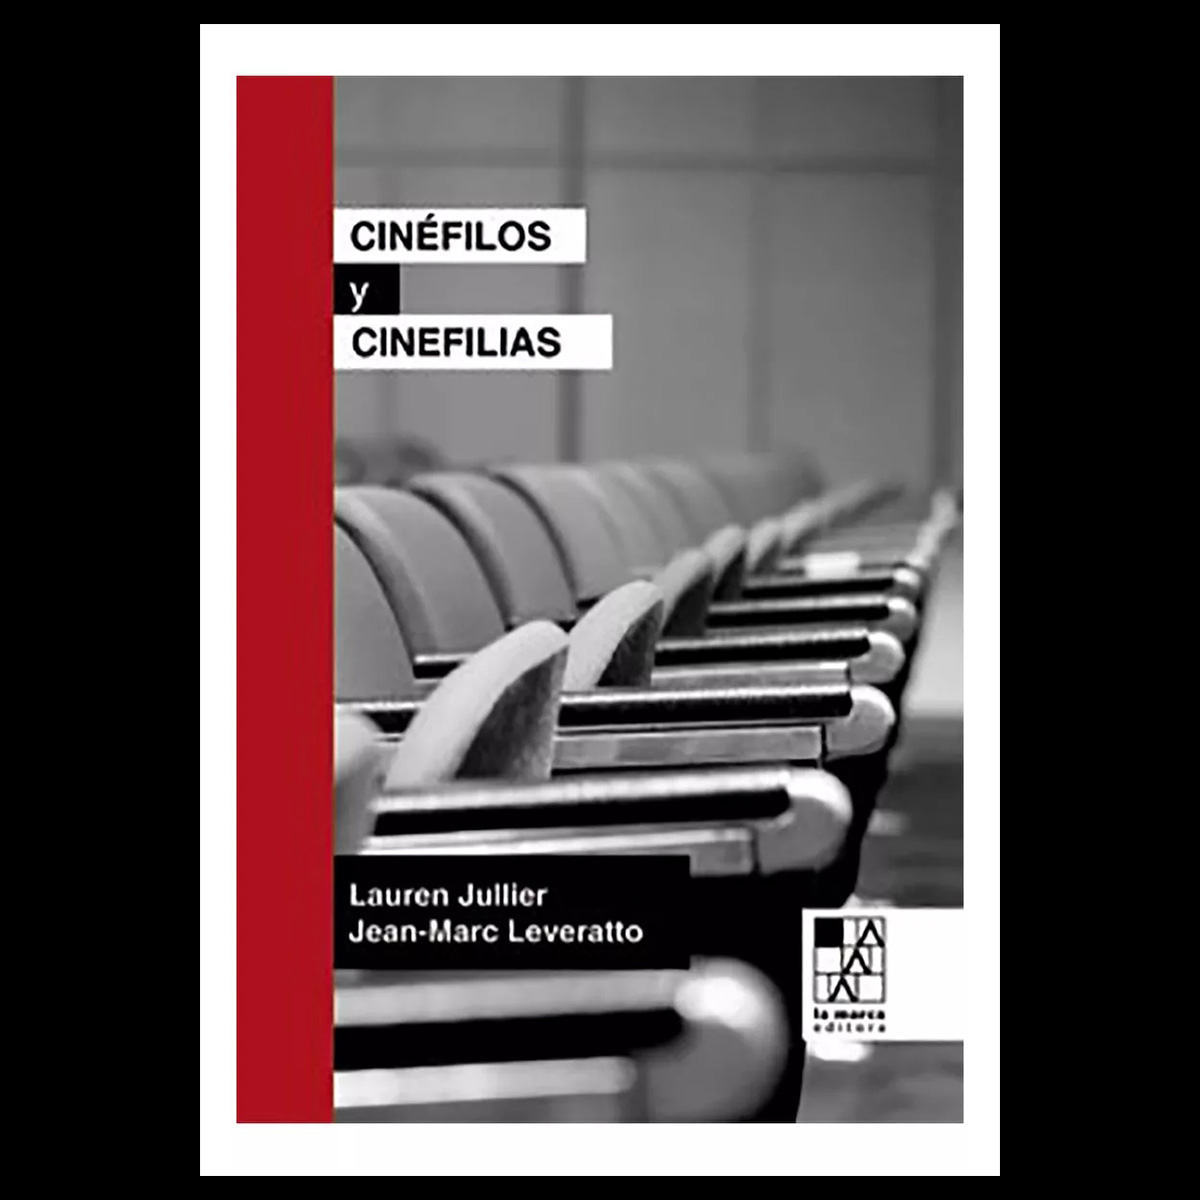 CINÉFILOS
y
CINEFILIAS
Lauren Jullier
Jean-Marc Leveratto
la marca
editora